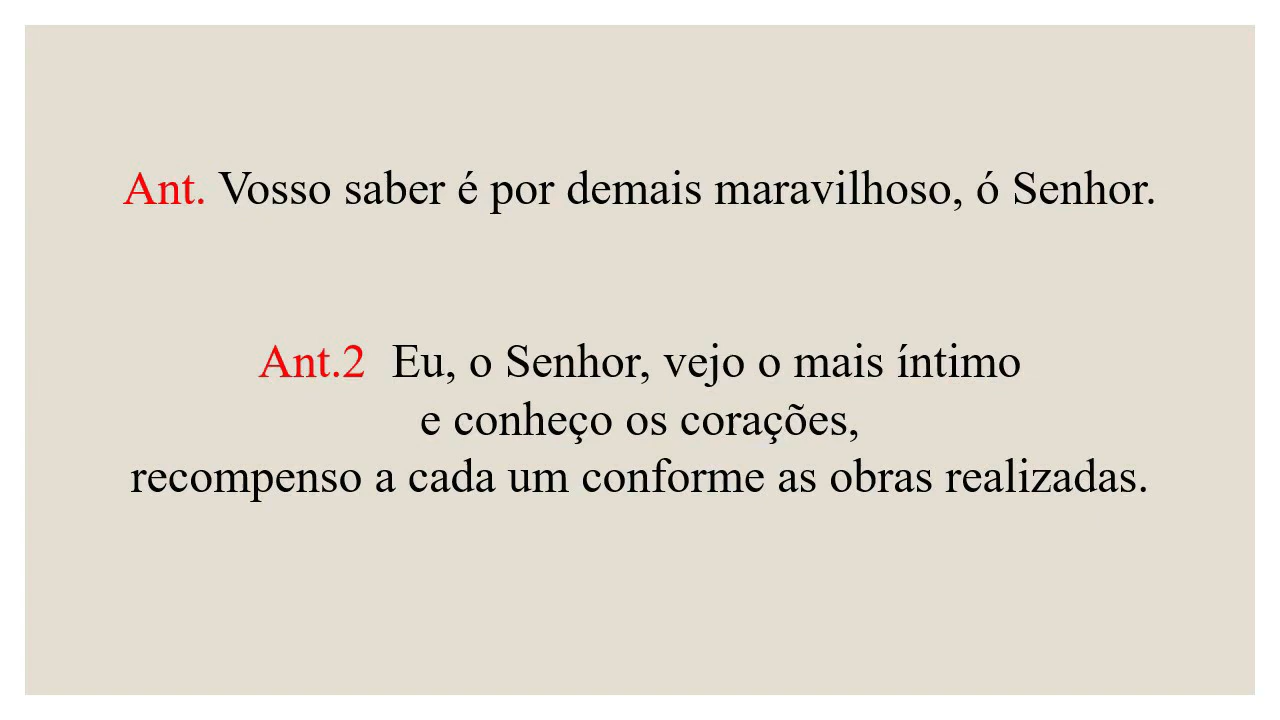 Ant. Vosso saber é por demais maravilhoso, ó Senhor.
Ant.2  Eu, o Senhor, vejo o mais íntimo
e conheço os corações,
recompenso a cada um conforme as obras realizadas.